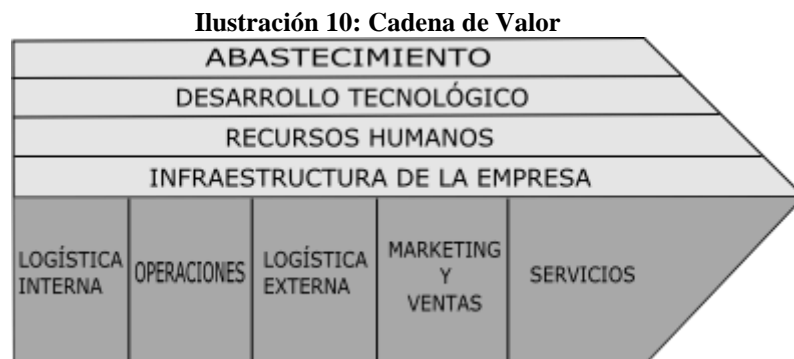 Ilustración 10: Cadena de Valor
ABASTECIMIENTO
DESARROLLO TECNOLÓGICO
RECURSOS HUMANOS
INFRAESTRUCTURA DE LA EMPRESA
LOGÍSTICA
INTERNA
OPERACIONES
LOGÍSTICA
EXTERNA
MARKETING
Y
VENTAS
SERVICIOS